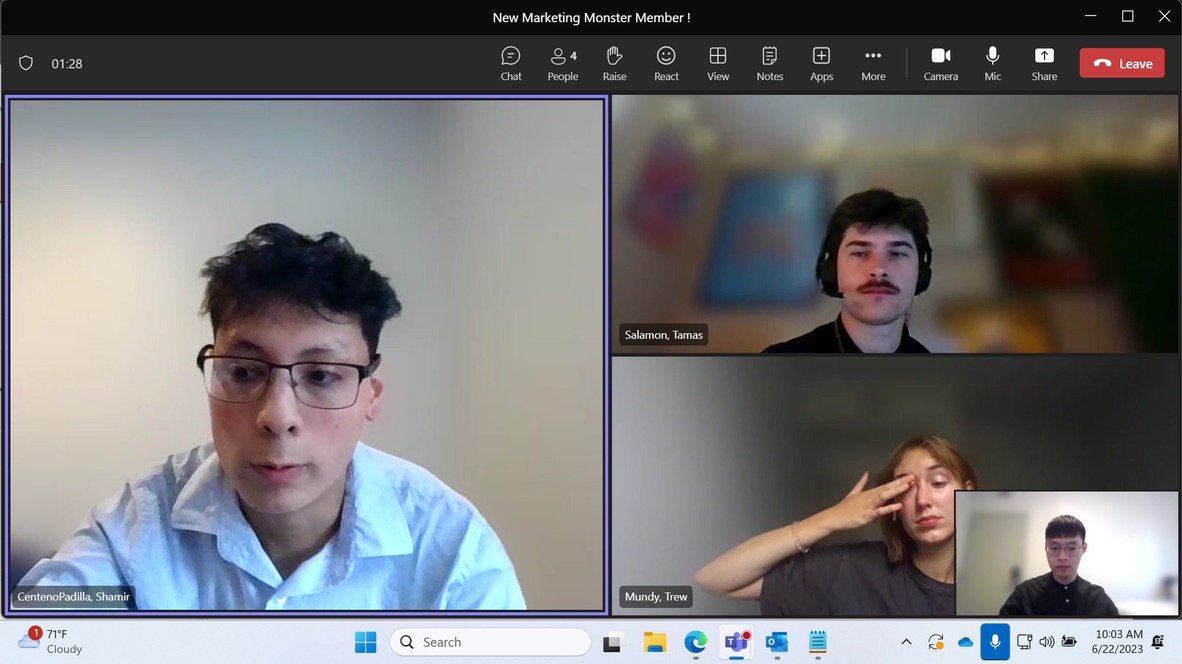 New Marketing Monster Member !
01:28
Chat
People
4
Raise
React
View
Notes
Apps
More
Camera
Mic
Share
Leave
Salamon, Tamas
CentenoPadilla, Shamir
Mundy, Trew
1
71°F
Cloudy
Search
10:03 AM
6/22/2023